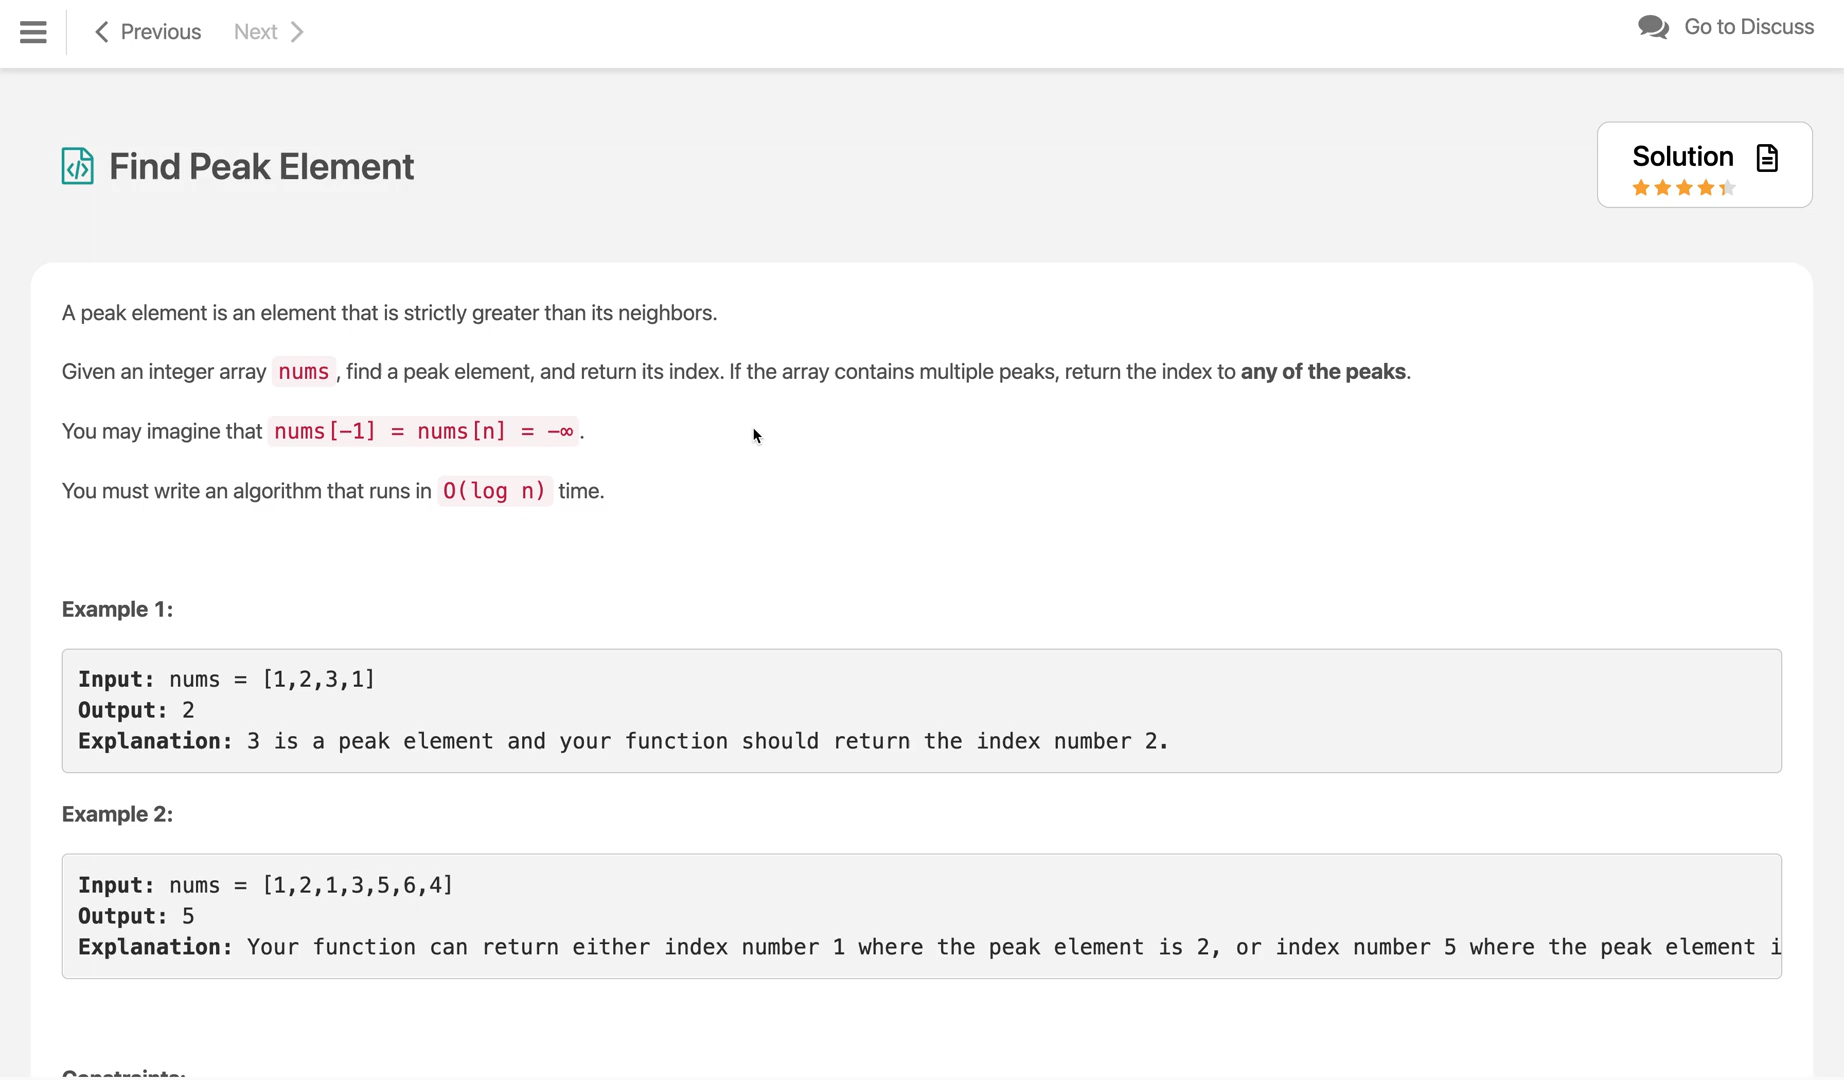 Previous Next Go to Discuss
Find Peak Element
Solution
A peak element is an element that is strictly greater than its neighbors.
Given an integer array nums, find a peak element, and return its index. If the array contains multiple peaks, return the index to any of the peaks.
You may imagine that nums[-1] = nums[n] = -∞.
You must write an algorithm that runs in O(log n) time.
Example 1:
Input: nums = [1,2,3,1]
Output: 2
Explanation: 3 is a peak element and your function should return the index number 2.
Example 2:
Input: nums = [1,2,1,3,5,6,4]
Output: 5
Explanation: Your function can return either index number 1 where the peak element is 2, or index number 5 where the peak element i
Constraints: